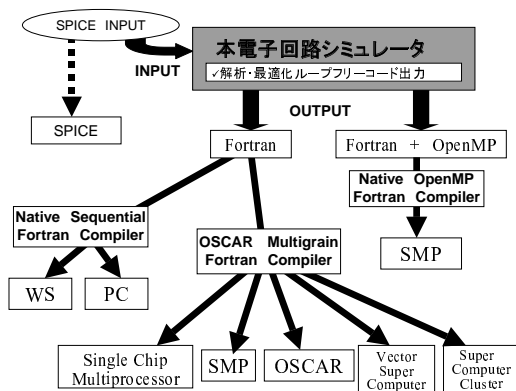 SPICE INPUT
INPUT
本電子回路シミュレータ
✓解析・最適化ループフリーコード出力
OUTPUT
SPICE
Fortran
Fortran + OpenMP
Native OpenMP
Fortran Compiler
Native Sequential
Fortran Compiler
OSCAR Multigrain
Fortran Compiler
SMP
WS
PC
Single Chip
Multiprocessor
SMP
OSCAR
Vector
Super
Computer
Super
Computer
Cluster